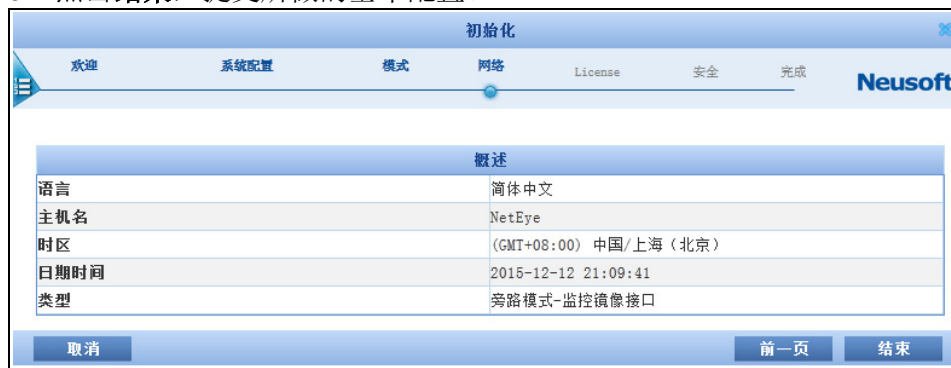 初始化
欢迎 系统配置 模式 网络 License 安全 完成
Neusoft
概述
语言 简体中文
主机名 NetEye
时区 (GMT+08:00) 中国/上海（北京）
日期时间 2015-12-12 21:09:41
类型 旁路模式-监控镜像接口
取消 前一页 结束